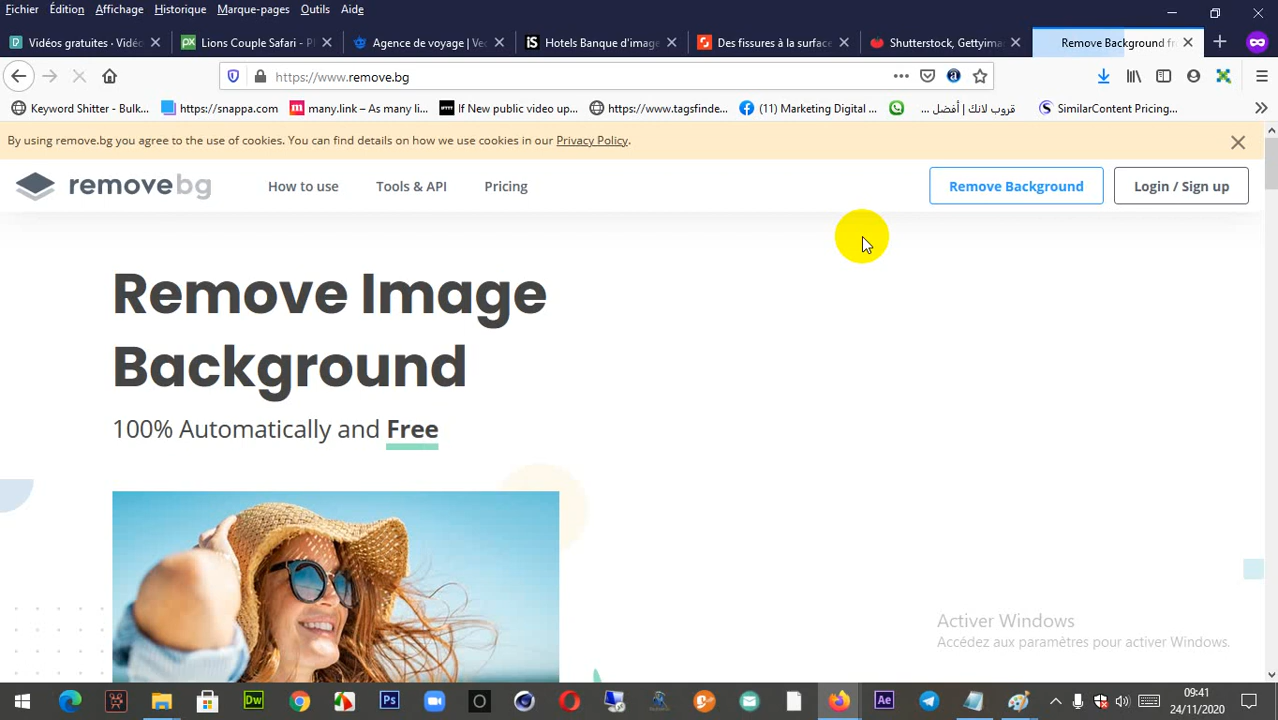 Fichier Édition Affichage Historique Marque-pages Outils Aide
Vidéos gratuites · Vidéo
Lions Couple Safari - P
Agence de voyage | Vec
Hotels Banque d'image
Des fissures à la surface
Shutterstock, Gettyima
Remove Background fr
https://www.remove.bg
Keyword Shitter - Bulk...
https://snappa.com
many.link – As many li...
If New public video up...
https://www.tagsfinde...
(11) Marketing Digital ...
قروب لانك | أفضل ...
SimilarContent Pricing...
By using remove.bg you agree to the use of cookies. You can find details on how we use cookies in our Privacy Policy.
removebg
How to use
Tools & API
Pricing
Remove Background
Login / Sign up
Remove Image
Background
100% Automatically and Free
Activer Windows
Accédez aux paramètres pour activer Windows.
09:41
24/11/2020